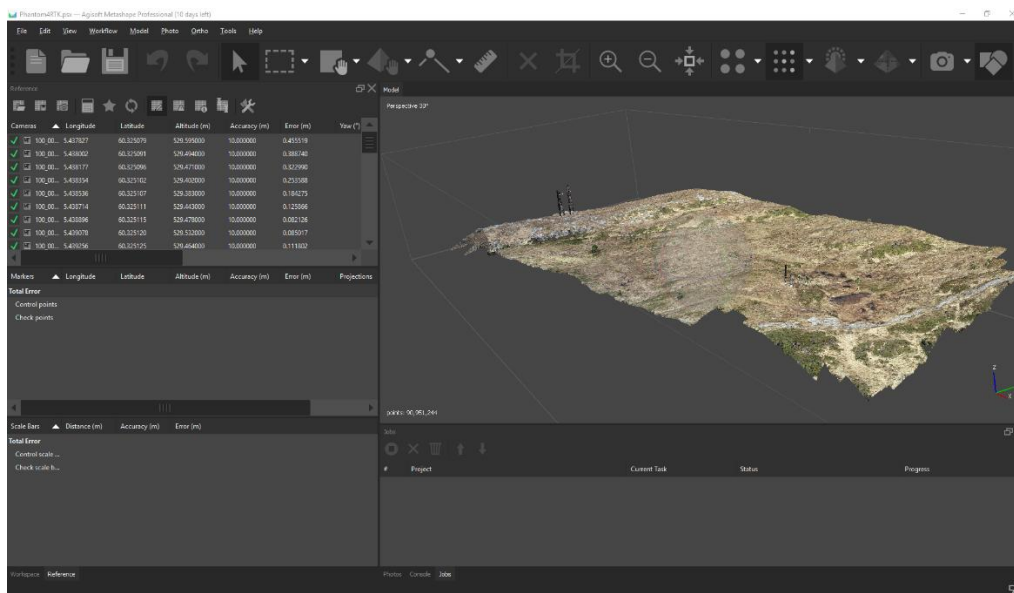 Phantom4RTK.psx — Agisoft Metashape Professional (10 days left)
File Edit View Workflow Model Photo Ortho Tools Help
Reference
Model
Perspective 30°
Cameras Longitude Latitude Altitude (m) Accuracy (m) Error (m) Yaw (°)
100_00... 5.437827 60.325079 529.595000 10.000000 0.455519
100_00... 5.438002 60.325091 529.494000 10.000000 0.388740
100_00... 5.438177 60.325096 529.471000 10.000000 0.322990
100_00... 5.438354 60.325102 529.402000 10.000000 0.253588
100_00... 5.438536 60.325107 529.383000 10.000000 0.184275
100_00... 5.438714 60.325111 529.443000 10.000000 0.125866
100_00... 5.438896 60.325115 529.478000 10.000000 0.082126
100_00... 5.439078 60.325120 529.532000 10.000000 0.085017
100_00... 5.439256 60.325125 529.464000 10.000000 0.111802
Markers Longitude Latitude Altitude (m) Accuracy (m) Error (m) Projections
Total Error
Control points
Check points
points: 90,951,244
Scale Bars Distance (m) Accuracy (m) Error (m)
Total Error
Control scale ...
Check scale b...
Jobs
# Project Current Task Status Progress
Workspace Reference
Photos Console Jobs
Z
X